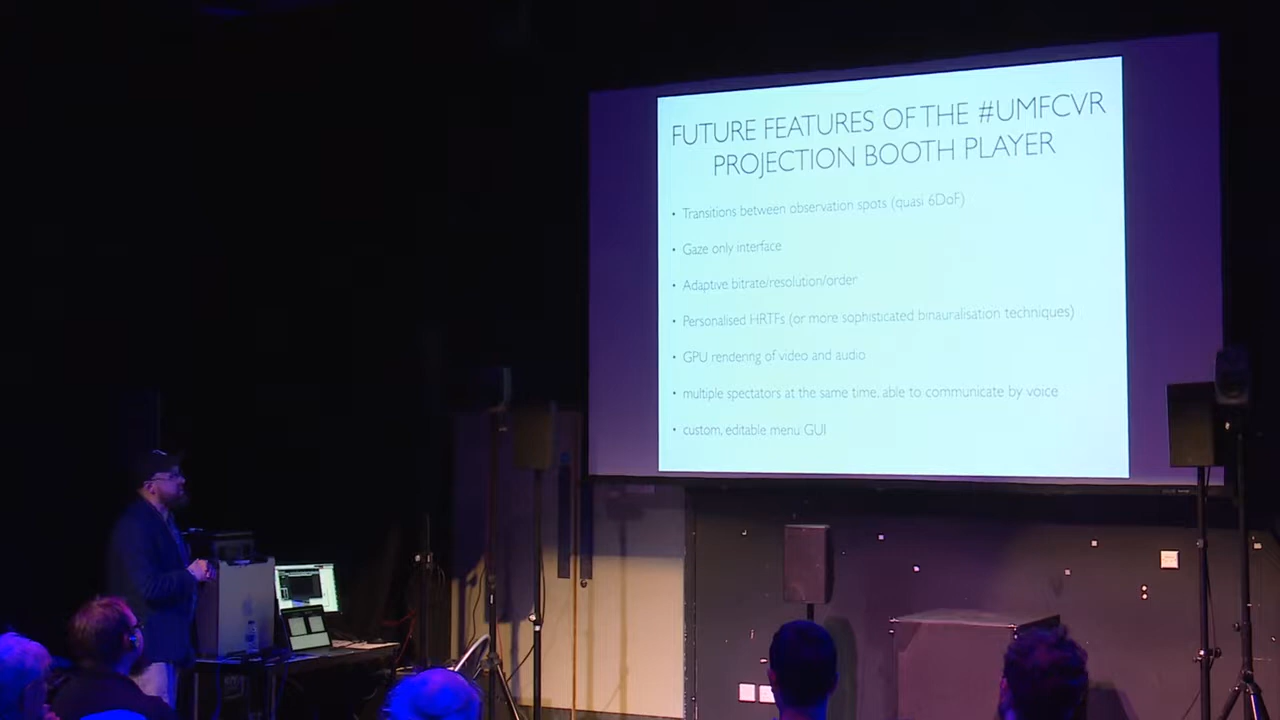 FUTURE FEATURES OF THE #UMFCVR
PROJECTION BOOTH PLAYER
• Transitions between observation spots (quasi 6DoF)
• Gaze only interface
• Adaptive bitrate/resolution/order
• Personalised HRTFs (or more sophisticated binauralisation techniques)
• GPU rendering of video and audio
• multiple spectators at the same time, able to communicate by voice
• custom, editable menu GUI